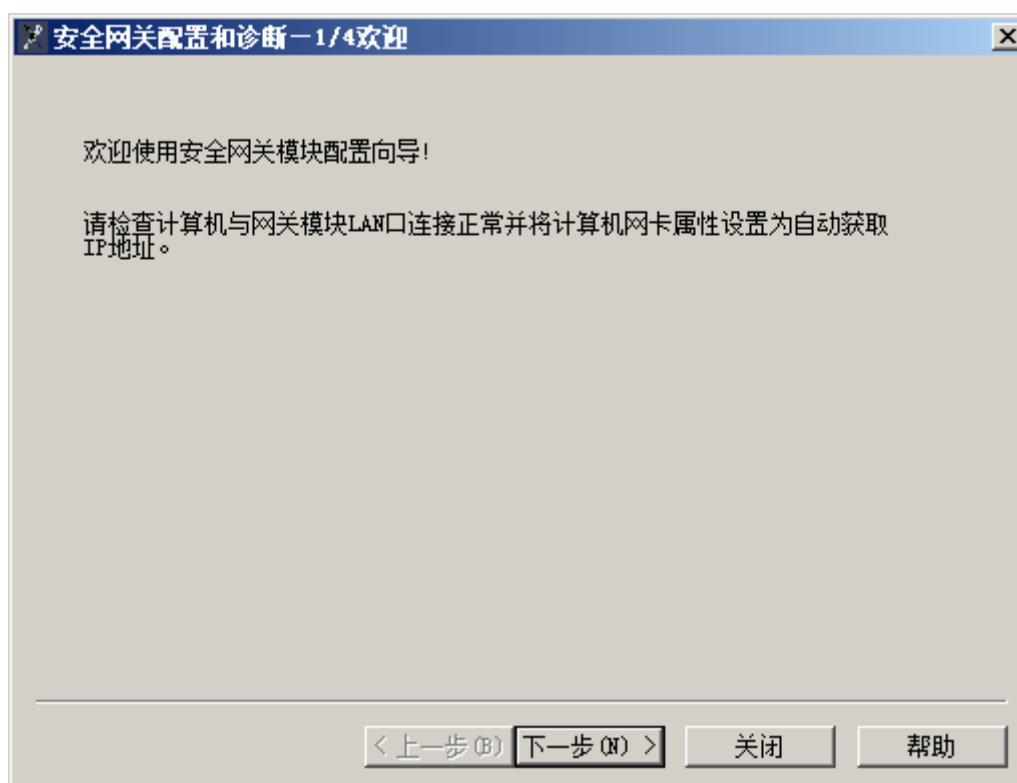 安全网关配置和诊断－1/4欢迎
欢迎使用安全网关模块配置向导!
请检查计算机与网关模块LAN口连接正常并将计算机网卡属性设置为自动获取
IP地址。
< 上一步(B) 下一步(N) > 关闭 帮助